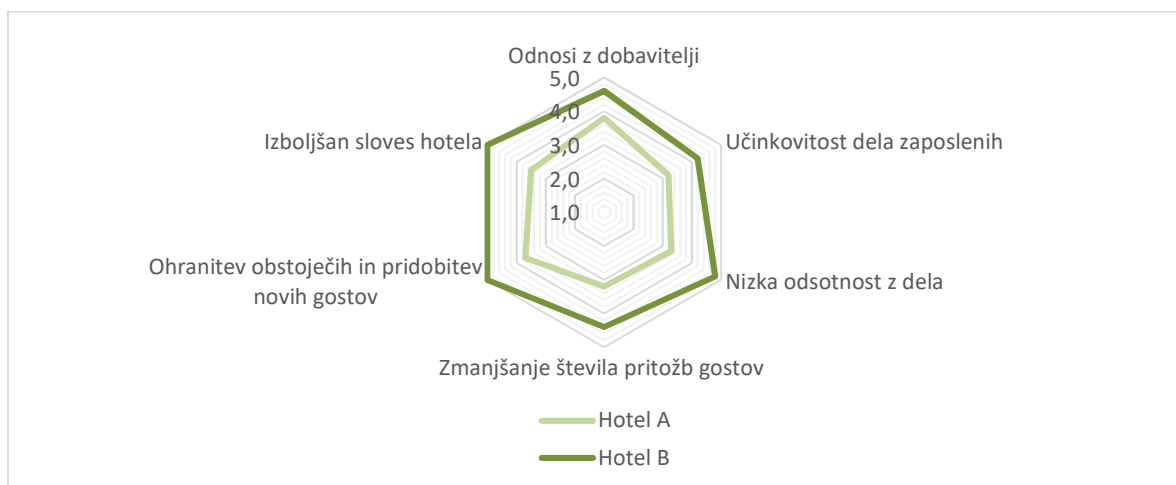 Odnosi z dobavitelji
5,0
4,0
3,0
2,0
1,0
Učinkovitost dela zaposlenih
Nizka odsotnost z dela
Zmanjšanje števila pritožb gostov
Ohranitev obstoječih in pridobitev
novih gostov
Izboljšan sloves hotela
Hotel A
Hotel B